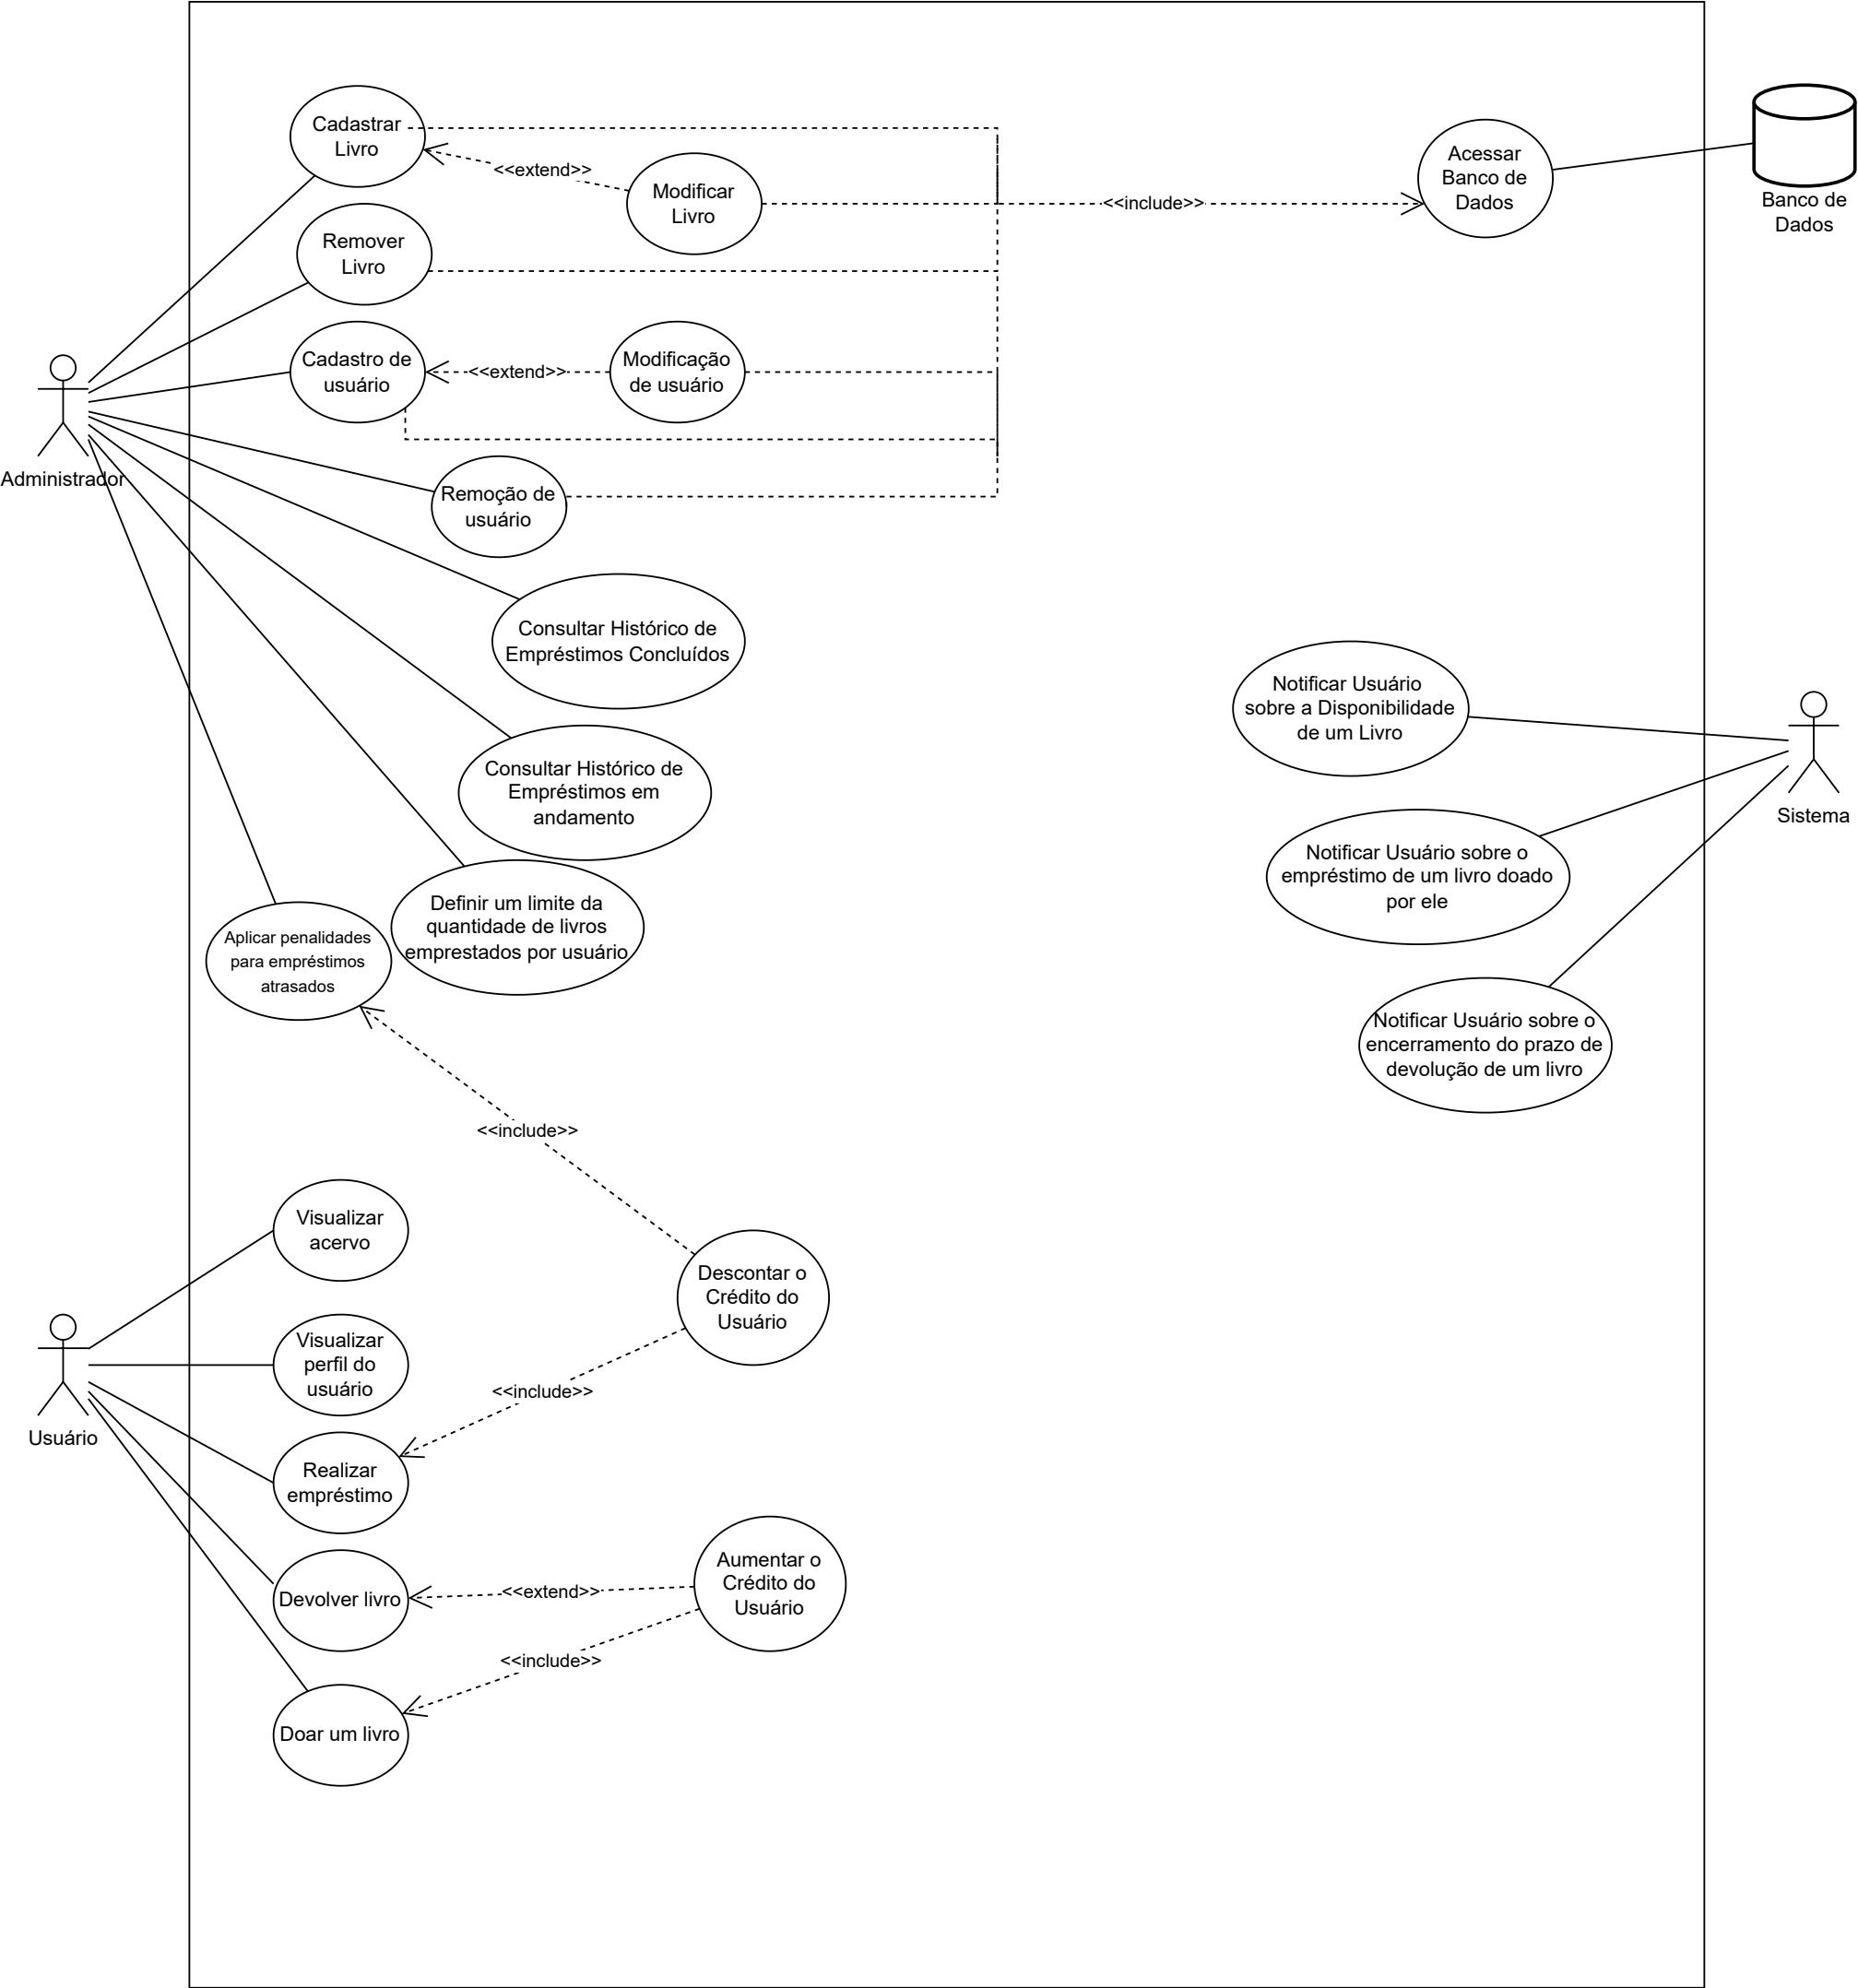 Cadastrar
Livro
<<extend>>
Modificar
Livro
<<include>>
Acessar
Banco de
Dados
Banco de
Dados
Remover
Livro
Cadastro de
usuário
<<extend>>
Modificação
de usuário
Administrador
Remoção de
usuário
Consultar Histórico de
Empréstimos Concluídos
Notificar Usuário
sobre a Disponibilidade
de um Livro
Sistema
Consultar Histórico de
Empréstimos em
andamento
Notificar Usuário sobre o
empréstimo de um livro doado
por ele
Definir um limite da
quantidade de livros
emprestados por usuário
Aplicar penalidades
para empréstimos
atrasados
Notificar Usuário sobre o
encerramento do prazo de
devolução de um livro
<<include>>
Visualizar
acervo
Descontar o
Crédito do
Usuário
Visualizar
perfil do
usuário
<<include>>
Usuário
Realizar
empréstimo
Aumentar o
Crédito do
Usuário
Devolver livro
<<extend>>
<<include>>
Doar um livro